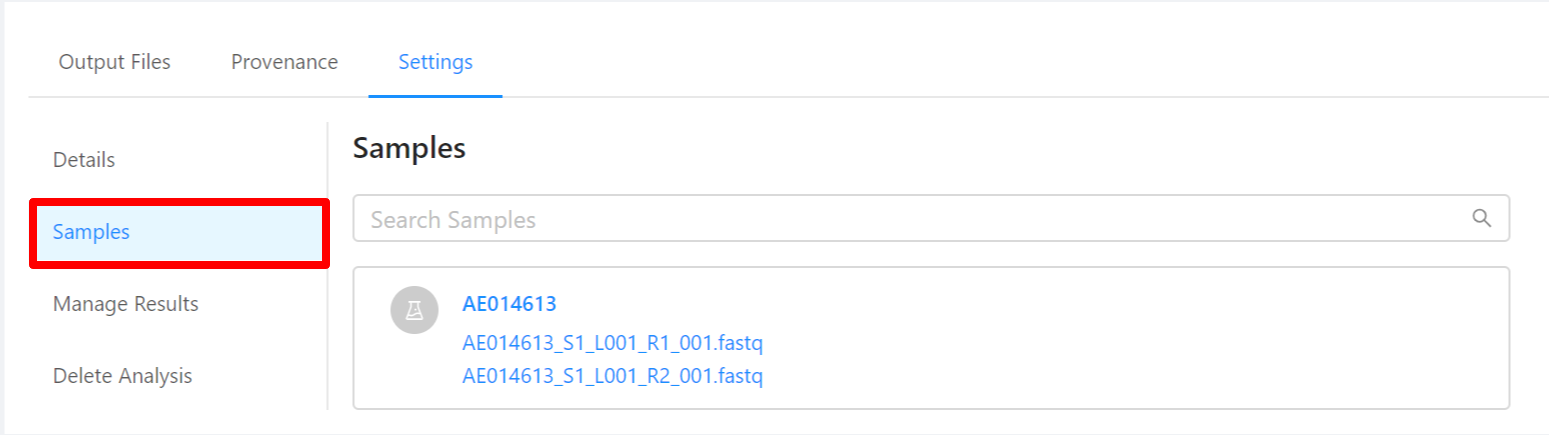 Output Files
Provenance
Settings
Details
Samples
Manage Results
Delete Analysis
Samples
Search Samples
AE014613
AE014613_S1_L001_R1_001.fastq
AE014613_S1_L001_R2_001.fastq